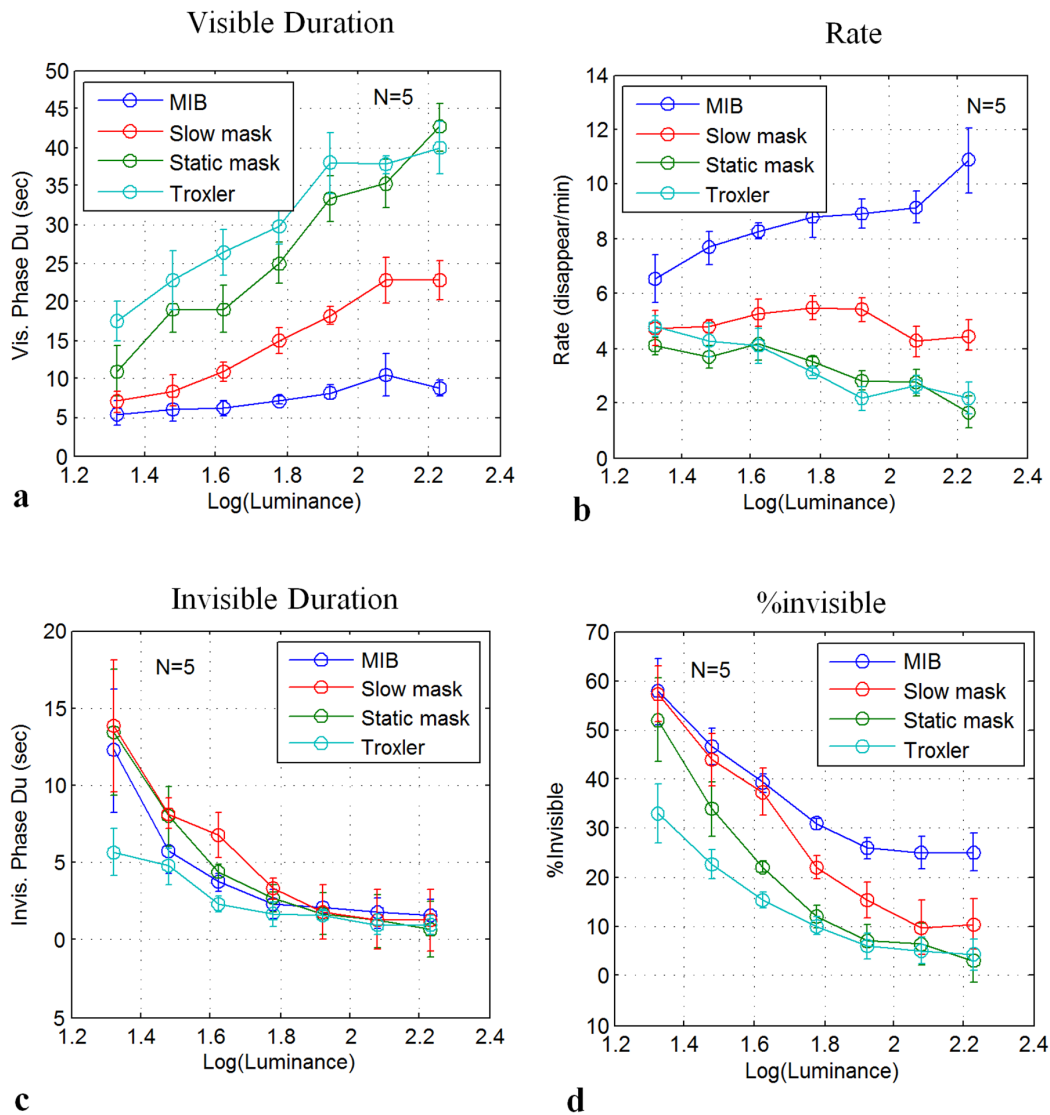 Visible Duration
50
45
40
35
30
25
20
15
10
5
0
Vis. Phase Du (sec)
MIB
Slow mask
Static mask
Troxler
N=5
1.2 1.4 1.6 1.8 2 2.2 2.4
Log(Luminance)
a
Rate
14
12
10
8
6
4
2
0
Rate (disappear/min)
MIB
Slow mask
Static mask
Troxler
N=5
1.2 1.4 1.6 1.8 2 2.2 2.4
Log(Luminance)
b
Invisible Duration
20
15
10
5
0
5
Invis. Phase Du (sec)
N=5
MIB
Slow mask
Static mask
Troxler
1.2 1.4 1.6 1.8 2 2.2 2.4
Log(Luminance)
c
%invisible
70
60
50
40
30
20
10
0
10
%Invisible
N=5
MIB
Slow mask
Static mask
Troxler
1.2 1.4 1.6 1.8 2 2.2 2.4
Log(Luminance)
d